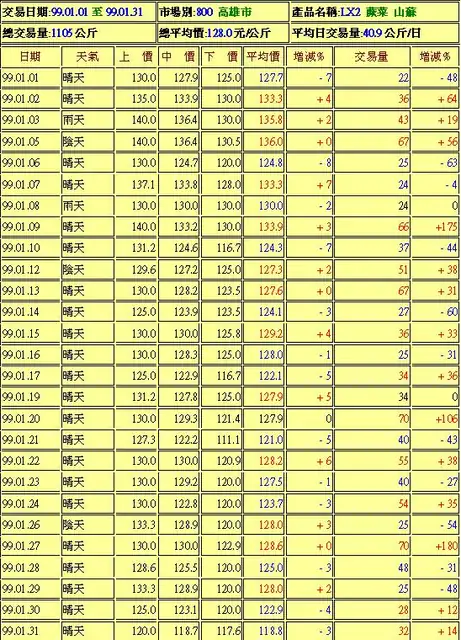 交易日期:99.01.01 至 99.01.31 市場別:800 高雄市 產品名稱:LX2 蕨菜 山蘇
總交易量:1105公斤 總平均價:128.0元/公斤 平均日交易量:40.9 公斤/日
日期 天氣 上 價 中 價 下 價 平均價 增減% 交易量 增減%
99.01.01 晴天 130.0 127.9 125.0 127.7 - 7 22 - 48
99.01.02 晴天 135.0 133.9 130.0 133.3 + 4 36 + 64
99.01.03 雨天 140.0 136.4 130.0 135.8 + 2 43 + 19
99.01.05 陰天 140.0 136.4 130.5 136.0 + 0 67 + 56
99.01.06 晴天 130.0 124.7 120.0 124.8 - 8 25 - 63
99.01.07 晴天 137.1 133.8 128.0 133.3 + 7 24 - 4
99.01.08 雨天 130.0 130.0 130.0 130.0 - 2 24 0
99.01.09 晴天 140.0 133.2 130.0 133.9 + 3 66 +175
99.01.10 晴天 131.2 124.6 116.7 124.3 - 7 37 - 44
99.01.12 陰天 129.6 127.2 125.0 127.3 + 2 51 + 38
99.01.13 晴天 130.0 128.2 123.5 127.6 + 0 67 + 31
99.01.14 晴天 125.0 123.9 123.5 124.1 - 3 27 - 60
99.01.15 晴天 130.0 130.0 125.8 129.2 + 4 36 + 33
99.01.16 晴天 130.0 128.3 125.0 128.0 - 1 25 - 31
99.01.17 晴天 125.0 122.9 116.7 122.1 - 5 34 + 36
99.01.19 晴天 131.2 127.8 125.0 127.9 + 5 34 0
99.01.20 晴天 130.0 129.3 121.4 127.9 0 70 +106
99.01.21 晴天 127.3 122.2 111.1 121.0 - 5 40 - 43
99.01.22 晴天 130.0 130.0 120.9 128.2 + 6 55 + 38
99.01.23 晴天 130.0 129.2 120.0 127.5 - 1 40 - 27
99.01.24 晴天 130.0 122.8 120.0 123.7 - 3 54 + 35
99.01.26 陰天 133.3 128.9 120.0 128.0 + 3 25 - 54
99.01.27 晴天 130.0 130.0 122.9 128.6 + 0 70 +180
99.01.28 晴天 128.6 125.5 120.0 125.0 - 3 48 - 31
99.01.29 晴天 133.3 128.9 120.0 128.0 + 2 25 - 48
99.01.30 晴天 125.0 123.1 120.0 122.9 - 4 28 + 12
99.01.31 晴天 120.0 118.7 117.6 118.8 - 3 32 + 14